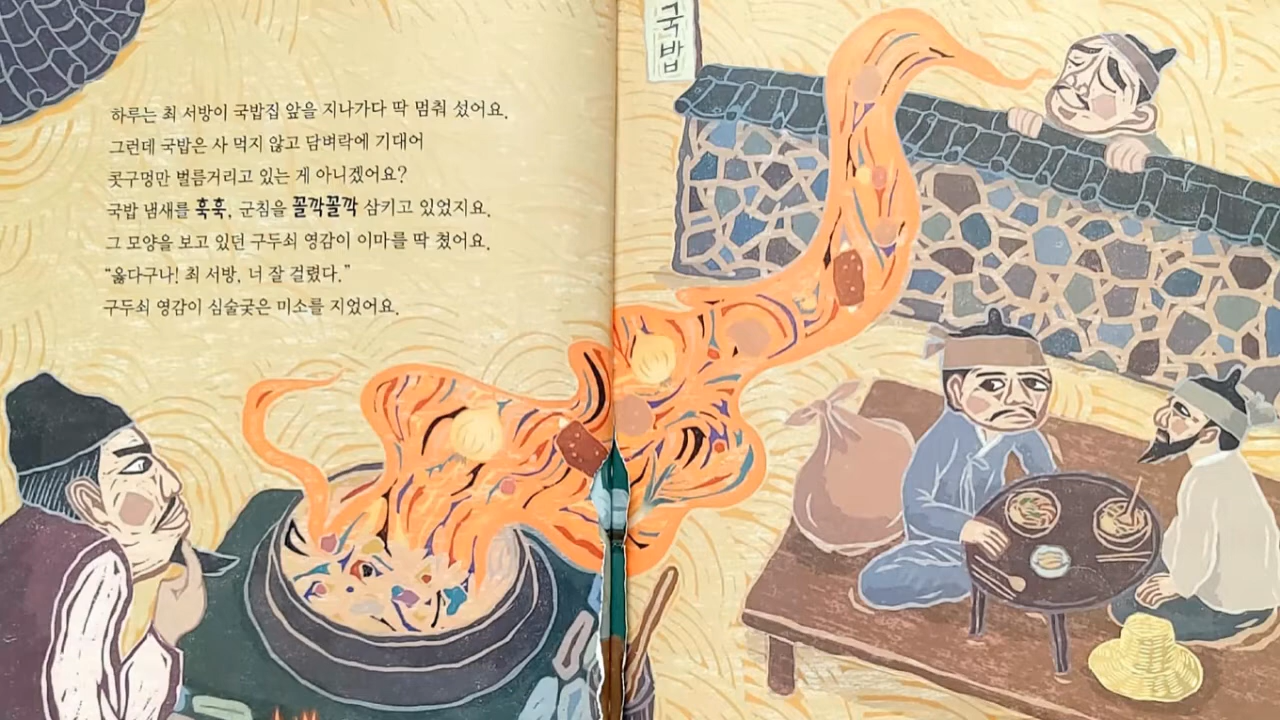 하루는 최 서방이 국밥집 앞을 지나가다 딱 멈춰 섰어요.
그런데 국밥은 사 먹지 않고 담벼락에 기대어
콧구멍만 벌름거리고 있는 게 아니겠어요?
국밥 냄새를 훅훅, 군침을 꼴깍꼴깍 삼키고 있었지요.
그 모양을 보고 있던 구두쇠 영감이 이마를 딱 쳤어요.
“옳다구나! 최 서방, 너 잘 걸렸다.”
구두쇠 영감이 심술궂은 미소를 지었어요.
국밥